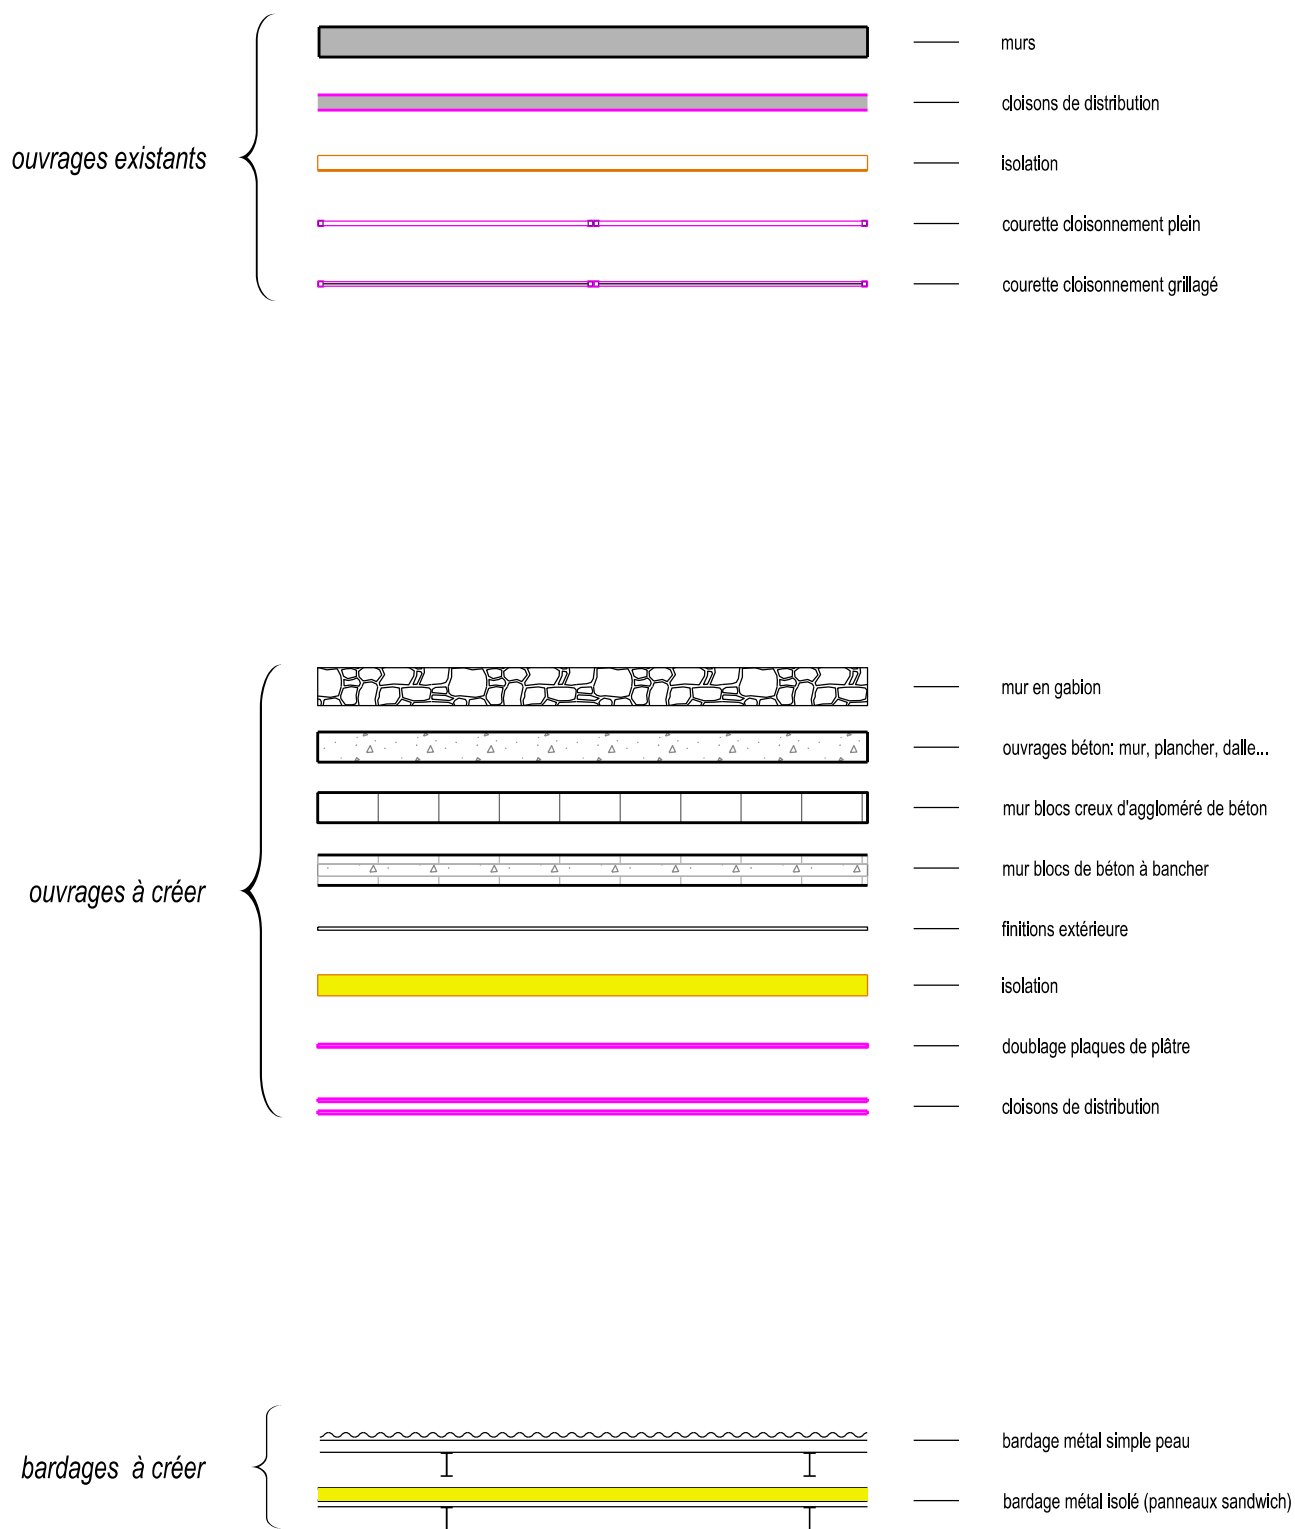 ouvrages existants
murs
cloisons de distribution
isolation
courette cloisonnement plein
courette cloisonnement grillagé
ouvrages à créer
mur en gabion
ouvrages béton: mur, plancher, dalle...
mur blocs creux d'aggloméré de béton
mur blocs de béton à bancher
finitions extérieure
isolation
doublage plaques de plâtre
cloisons de distribution
bardages à créer
bardage métal simple peau
bardage métal isolé (panneaux sandwich)